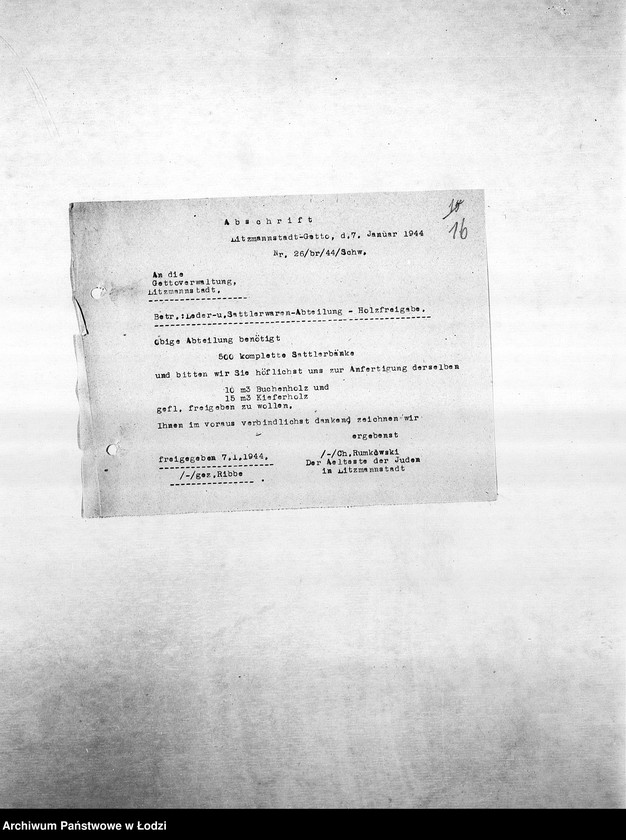 A b s c h r i f t
10
16
Litzmannstadt-Getto, d.7. Januar 1944
Nr. 26/br/44/Schw.
An die
Gettoverwaltung,
Litzmannstadt.
Betr.:Leder-u.Sattlerwaren-Abteilung - Holzfreigabe.
Obige Abteilung benötigt
500 komplette Sattlerbänke
und bitten wir Sie höflichst uns zur Anfertigung derselben
10 m3 Buchenholz und
15 m3 Kieferholz
gefl. freigeben zu wollen.
Ihnen im voraus verbindlichst dankend zeichnen wir
ergebenst
freigegeben 7.1.1944.
/-/gez.Ribbe
/-/Ch.Rumkowski
Der Aelteste der Juden
in Litzmannstadt
Archiwum Państwowe w Łodzi